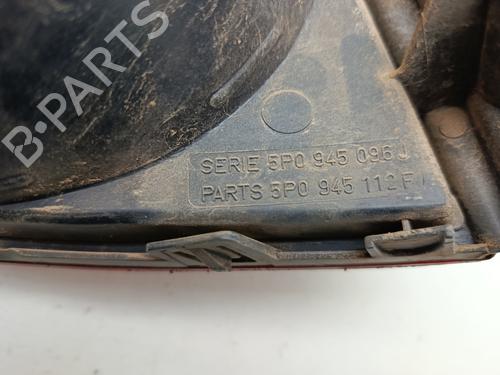 B-PARTS
SERIE 5P0 945 096 J
PARTS 5P0 945 112 F